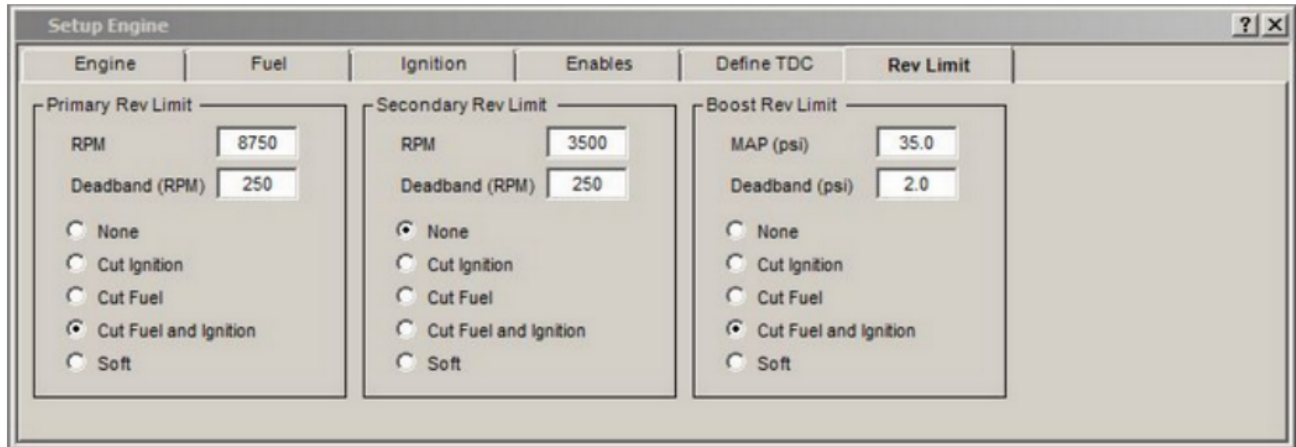 Setup Engine
? ×
Engine Fuel Ignition Enables Define TDC Rev Limit
Primary Rev Limit
RPM 8750
Deadband (RPM) 250
None
Cut Ignition
Cut Fuel
Cut Fuel and Ignition
Soft
Secondary Rev Limit
RPM 3500
Deadband (RPM) 250
None
Cut Ignition
Cut Fuel
Cut Fuel and Ignition
Soft
Boost Rev Limit
MAP (psi) 35.0
Deadband (psi) 2.0
None
Cut Ignition
Cut Fuel
Cut Fuel and Ignition
Soft